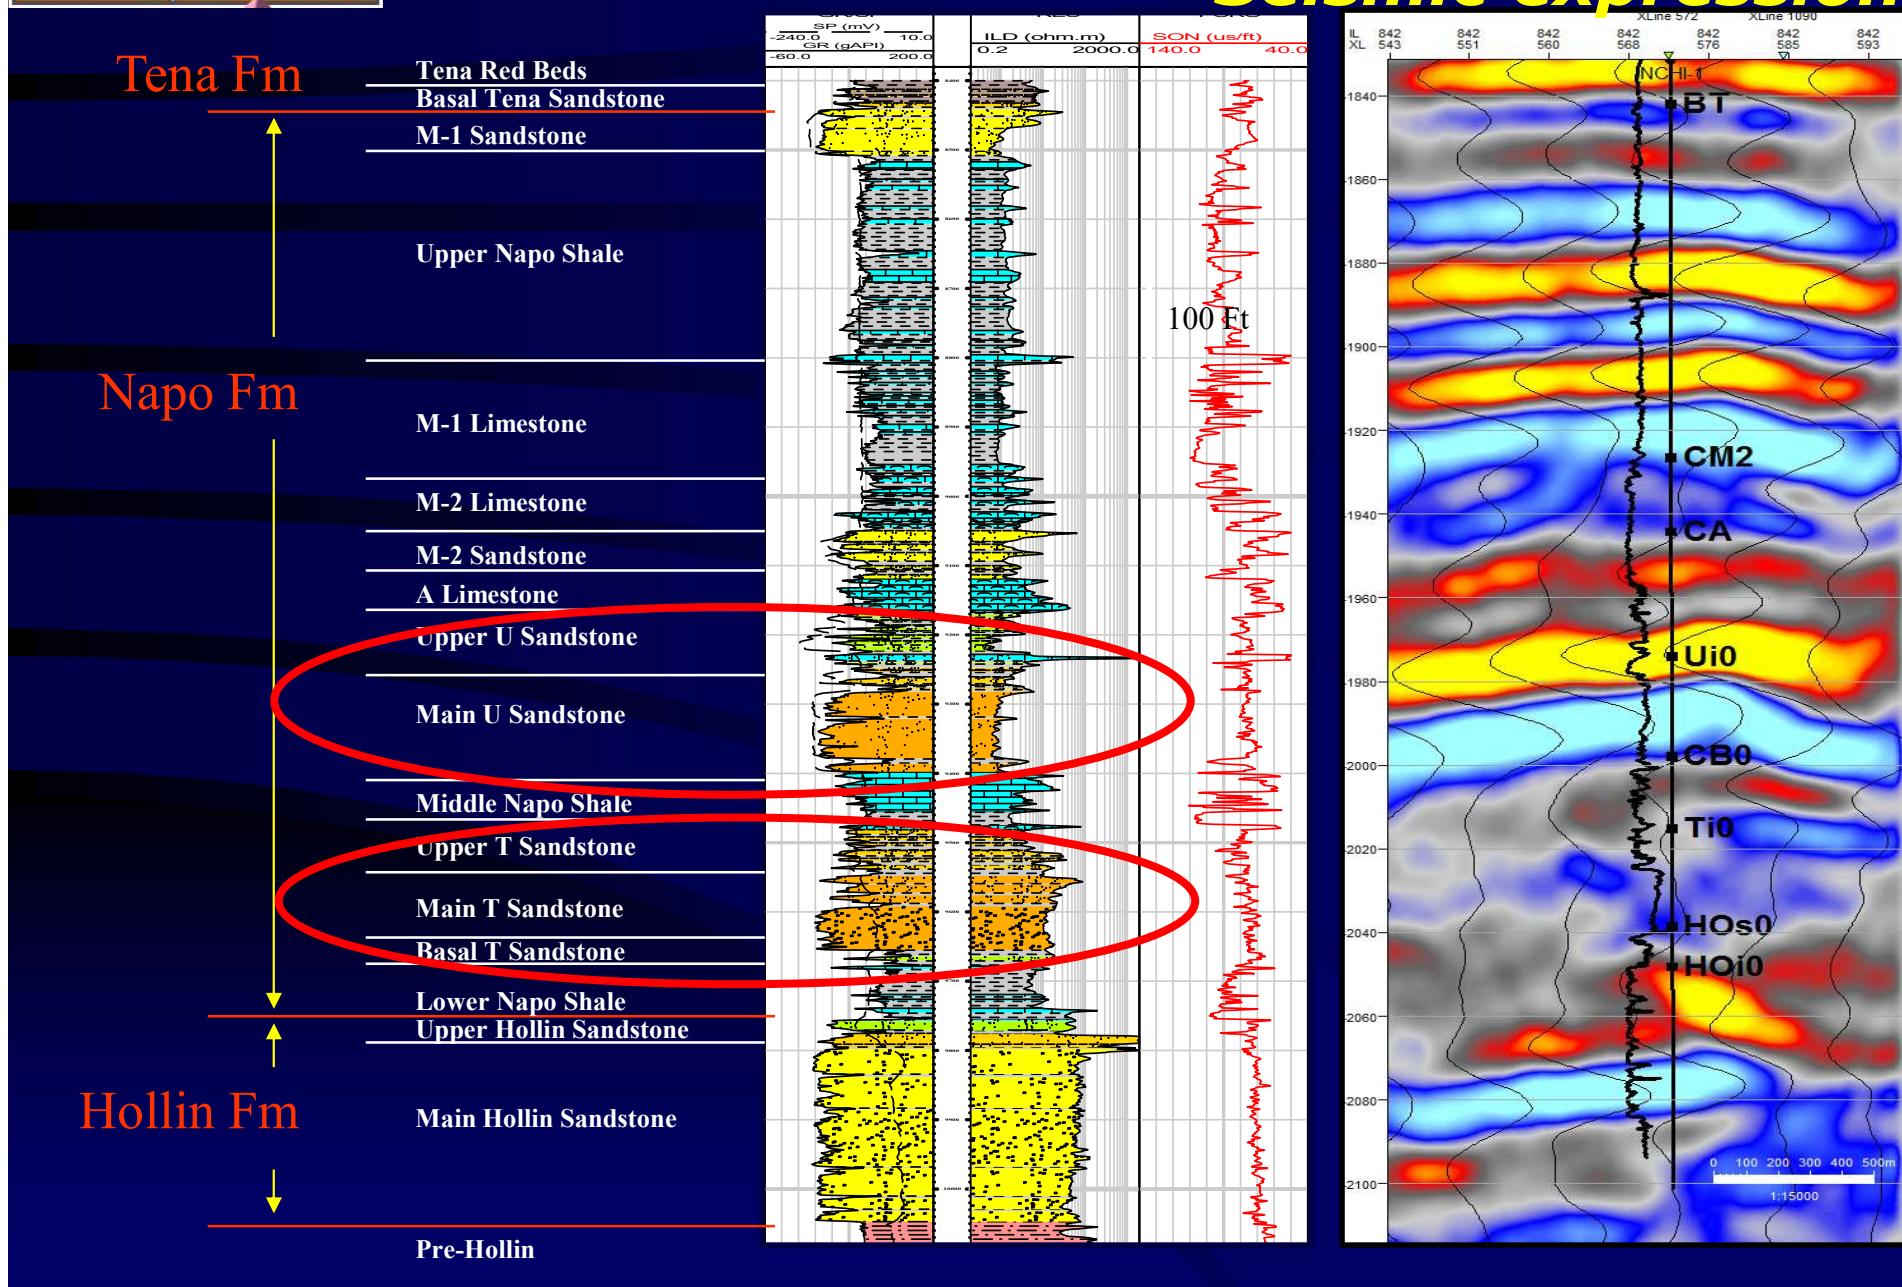 Seismic expression
Tena Fm
Napo Fm
Hollin Fm
Tena Red Beds
Basal Tena Sandstone
M-1 Sandstone
Upper Napo Shale
M-1 Limestone
M-2 Limestone
M-2 Sandstone
A Limestone
Upper U Sandstone
Main U Sandstone
Middle Napo Shale
Upper T Sandstone
Main T Sandstone
Basal T Sandstone
Lower Napo Shale
Upper Hollin Sandstone
Main Hollin Sandstone
Pre-Hollin
SP (mV)
-240.0 10.0
GR (gAPI)
-60.0 200.0
ILD (ohm.m)
0.2 2000.0
SON (us/ft)
140.0 40.0
100 Ft
XLine 572 XLine 1090
IL 842 842 842 842 842 842 842
XL 543 551 560 568 576 585 593
NCHI-1
-1840
-1860
-1880
-1900
-1920
-1940
-1960
-1980
-2000
-2020
-2040
-2060
-2080
-2100
BT
CM2
CA
Ui0
CB0
Ti0
HOs0
HOi0
0 100 200 300 400 500m
1:15000